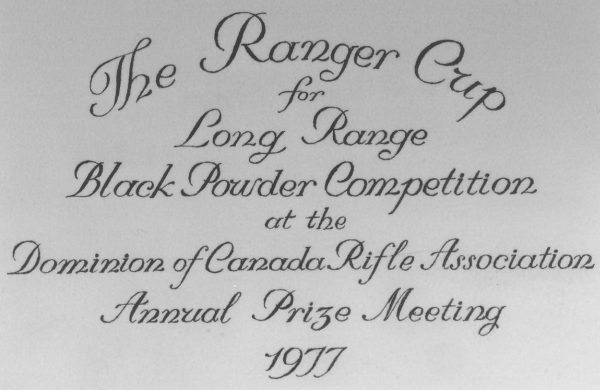 The Ranger Cup
for
Long Range
Black Powder Competition
at the
Dominion of Canada Rifle Association
Annual Prize Meeting
1977